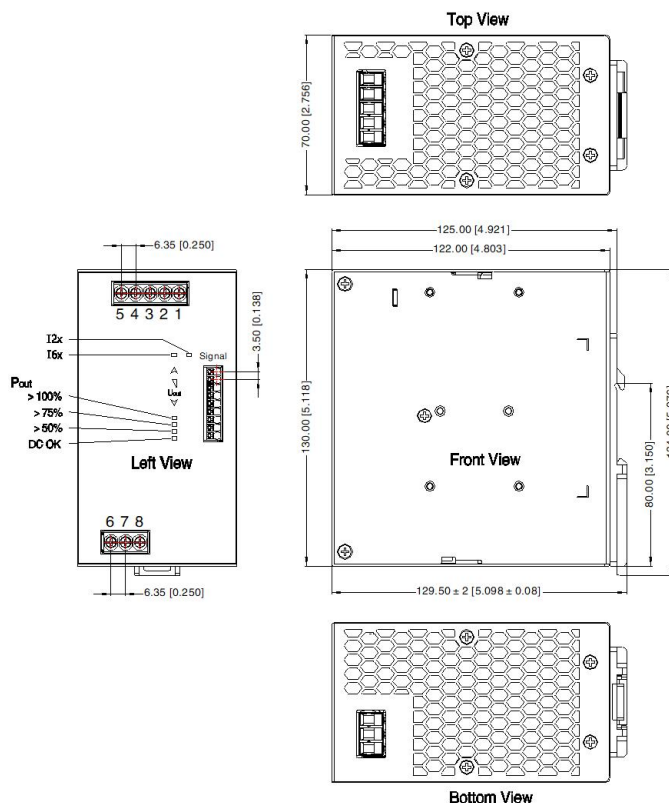 Top View
70.00 [2.756]
125.00 [4.921]
122.00 [4.803]
6.35 [0.250]
5 4 3 2 1
3.50 [0.138]
I2x
I6x
Signal
Pout
> 100%
> 75%
> 50%
DC OK
Uout
Left View
130.00 [5.118]
Front View
80.00 [3.150]
6 7 8
6.35 [0.250]
129.50 ± 2 [5.098 ± 0.08]
Bottom View